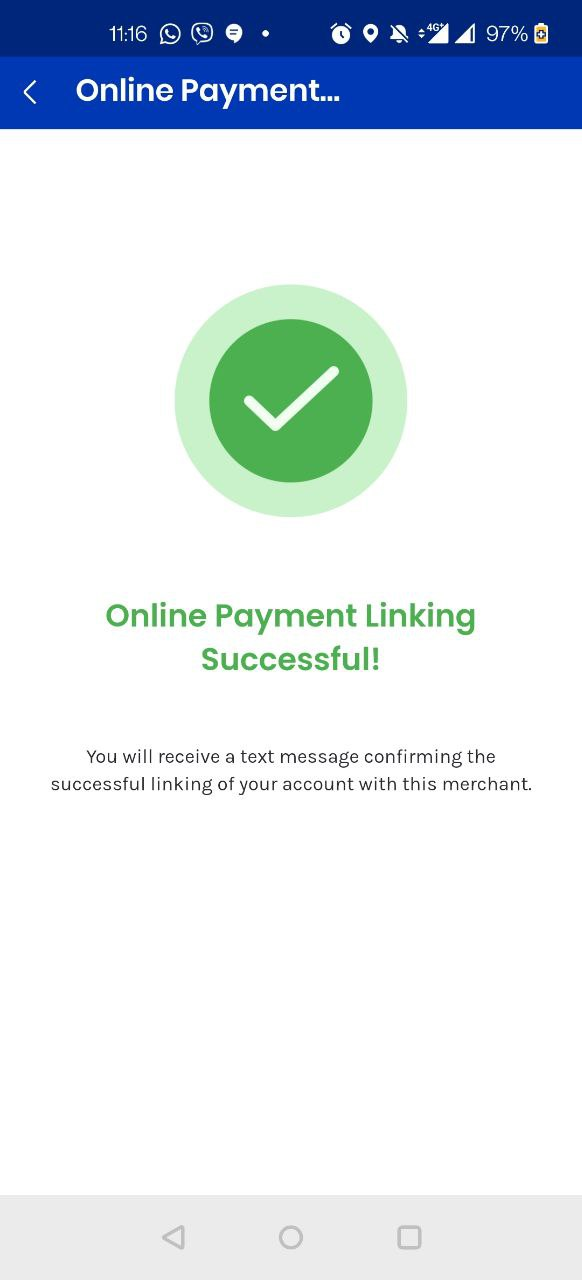 11:16 4G+ 97%
Online Payment...
Online Payment Linking
Successful!
You will receive a text message confirming the
successful linking of your account with this merchant.